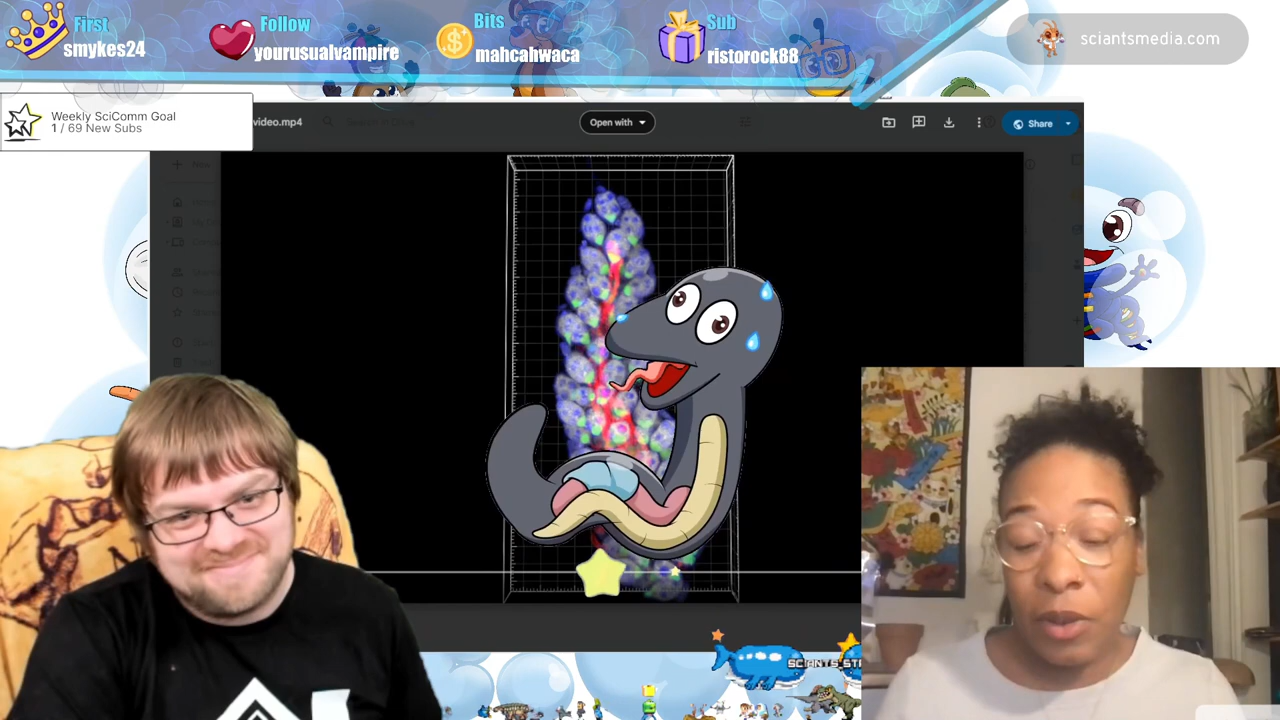 First
smykes24
Follow
yourusualvampire
Bits
mahcahwaca
Sub
ristorock88
sciantsmedia.com
Weekly SciComm Goal
1 / 69 New Subs
video.mp4
Open with
Share